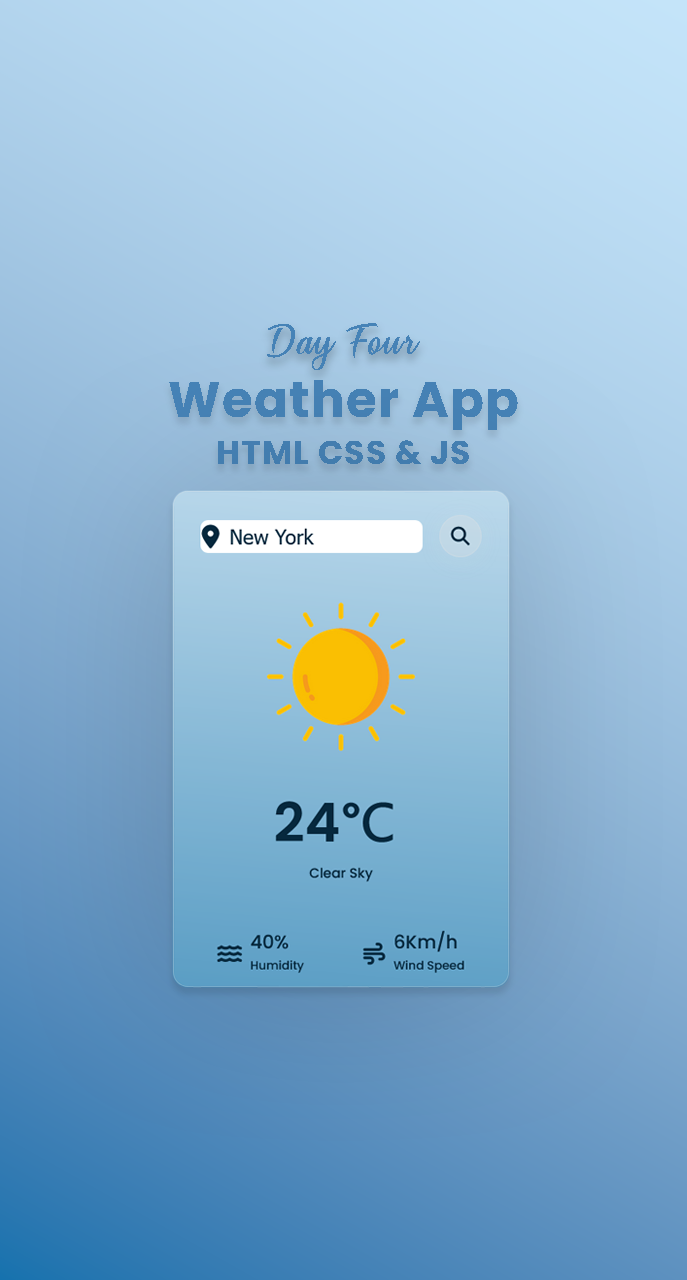 Day Four
Weather App
HTML CSS & JS
New York
24°C
Clear Sky
40%
Humidity
6Km/h
Wind Speed